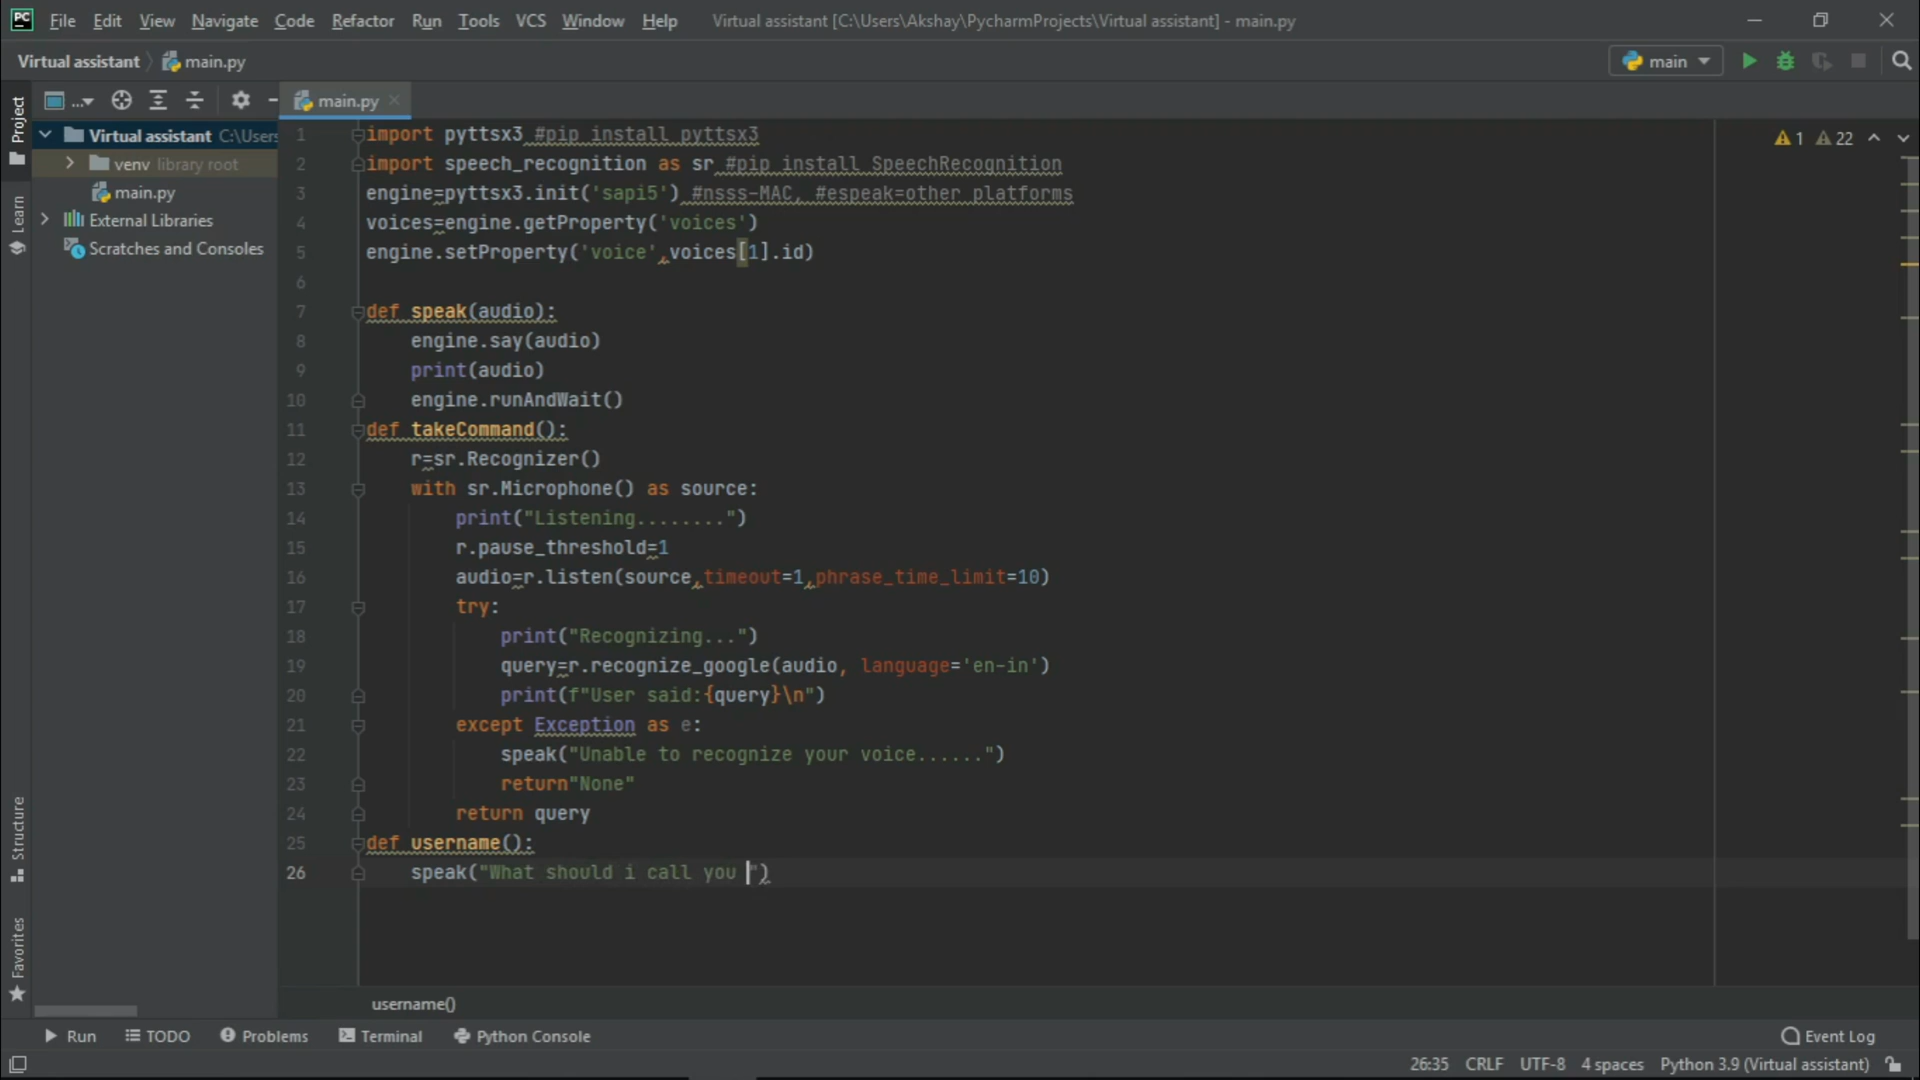 PC File Edit View Navigate Code Refactor Run Tools VCS Window Help Virtual assistant [C:\Users\Akshay\PycharmProjects\Virtual assistant] - main.py
Virtual assistant main.py main
Project
... main.py
Virtual assistant C:\Users
venv library root
main.py
External Libraries
Scratches and Consoles
Learn
Structure
Favorites
1 22
1 import pyttsx3 #pip install pyttsx3
2 import speech_recognition as sr #pip install SpeechRecognition
3 engine=pyttsx3.init('sapi5') #nsss-MAC, #espeak=other platforms
4 voices=engine.getProperty('voices')
5 engine.setProperty('voice',voices[1].id)
6
7 def speak(audio):
8 engine.say(audio)
9 print(audio)
10 engine.runAndWait()
11 def takeCommand():
12 r=sr.Recognizer()
13 with sr.Microphone() as source:
14 print("Listening........")
15 r.pause_threshold=1
16 audio=r.listen(source,timeout=1,phrase_time_limit=10)
17 try:
18 print("Recognizing...")
19 query=r.recognize_google(audio, language='en-in')
20 print(f"User said:{query}\n")
21 except Exception as e:
22 speak("Unable to recognize your voice......")
23 return"None"
24 return query
25 def username():
26 speak("What should i call you ")
username()
Run TODO Problems Terminal Python Console Event Log
26:35 CRLF UTF-8 4 spaces Python 3.9 (Virtual assistant)